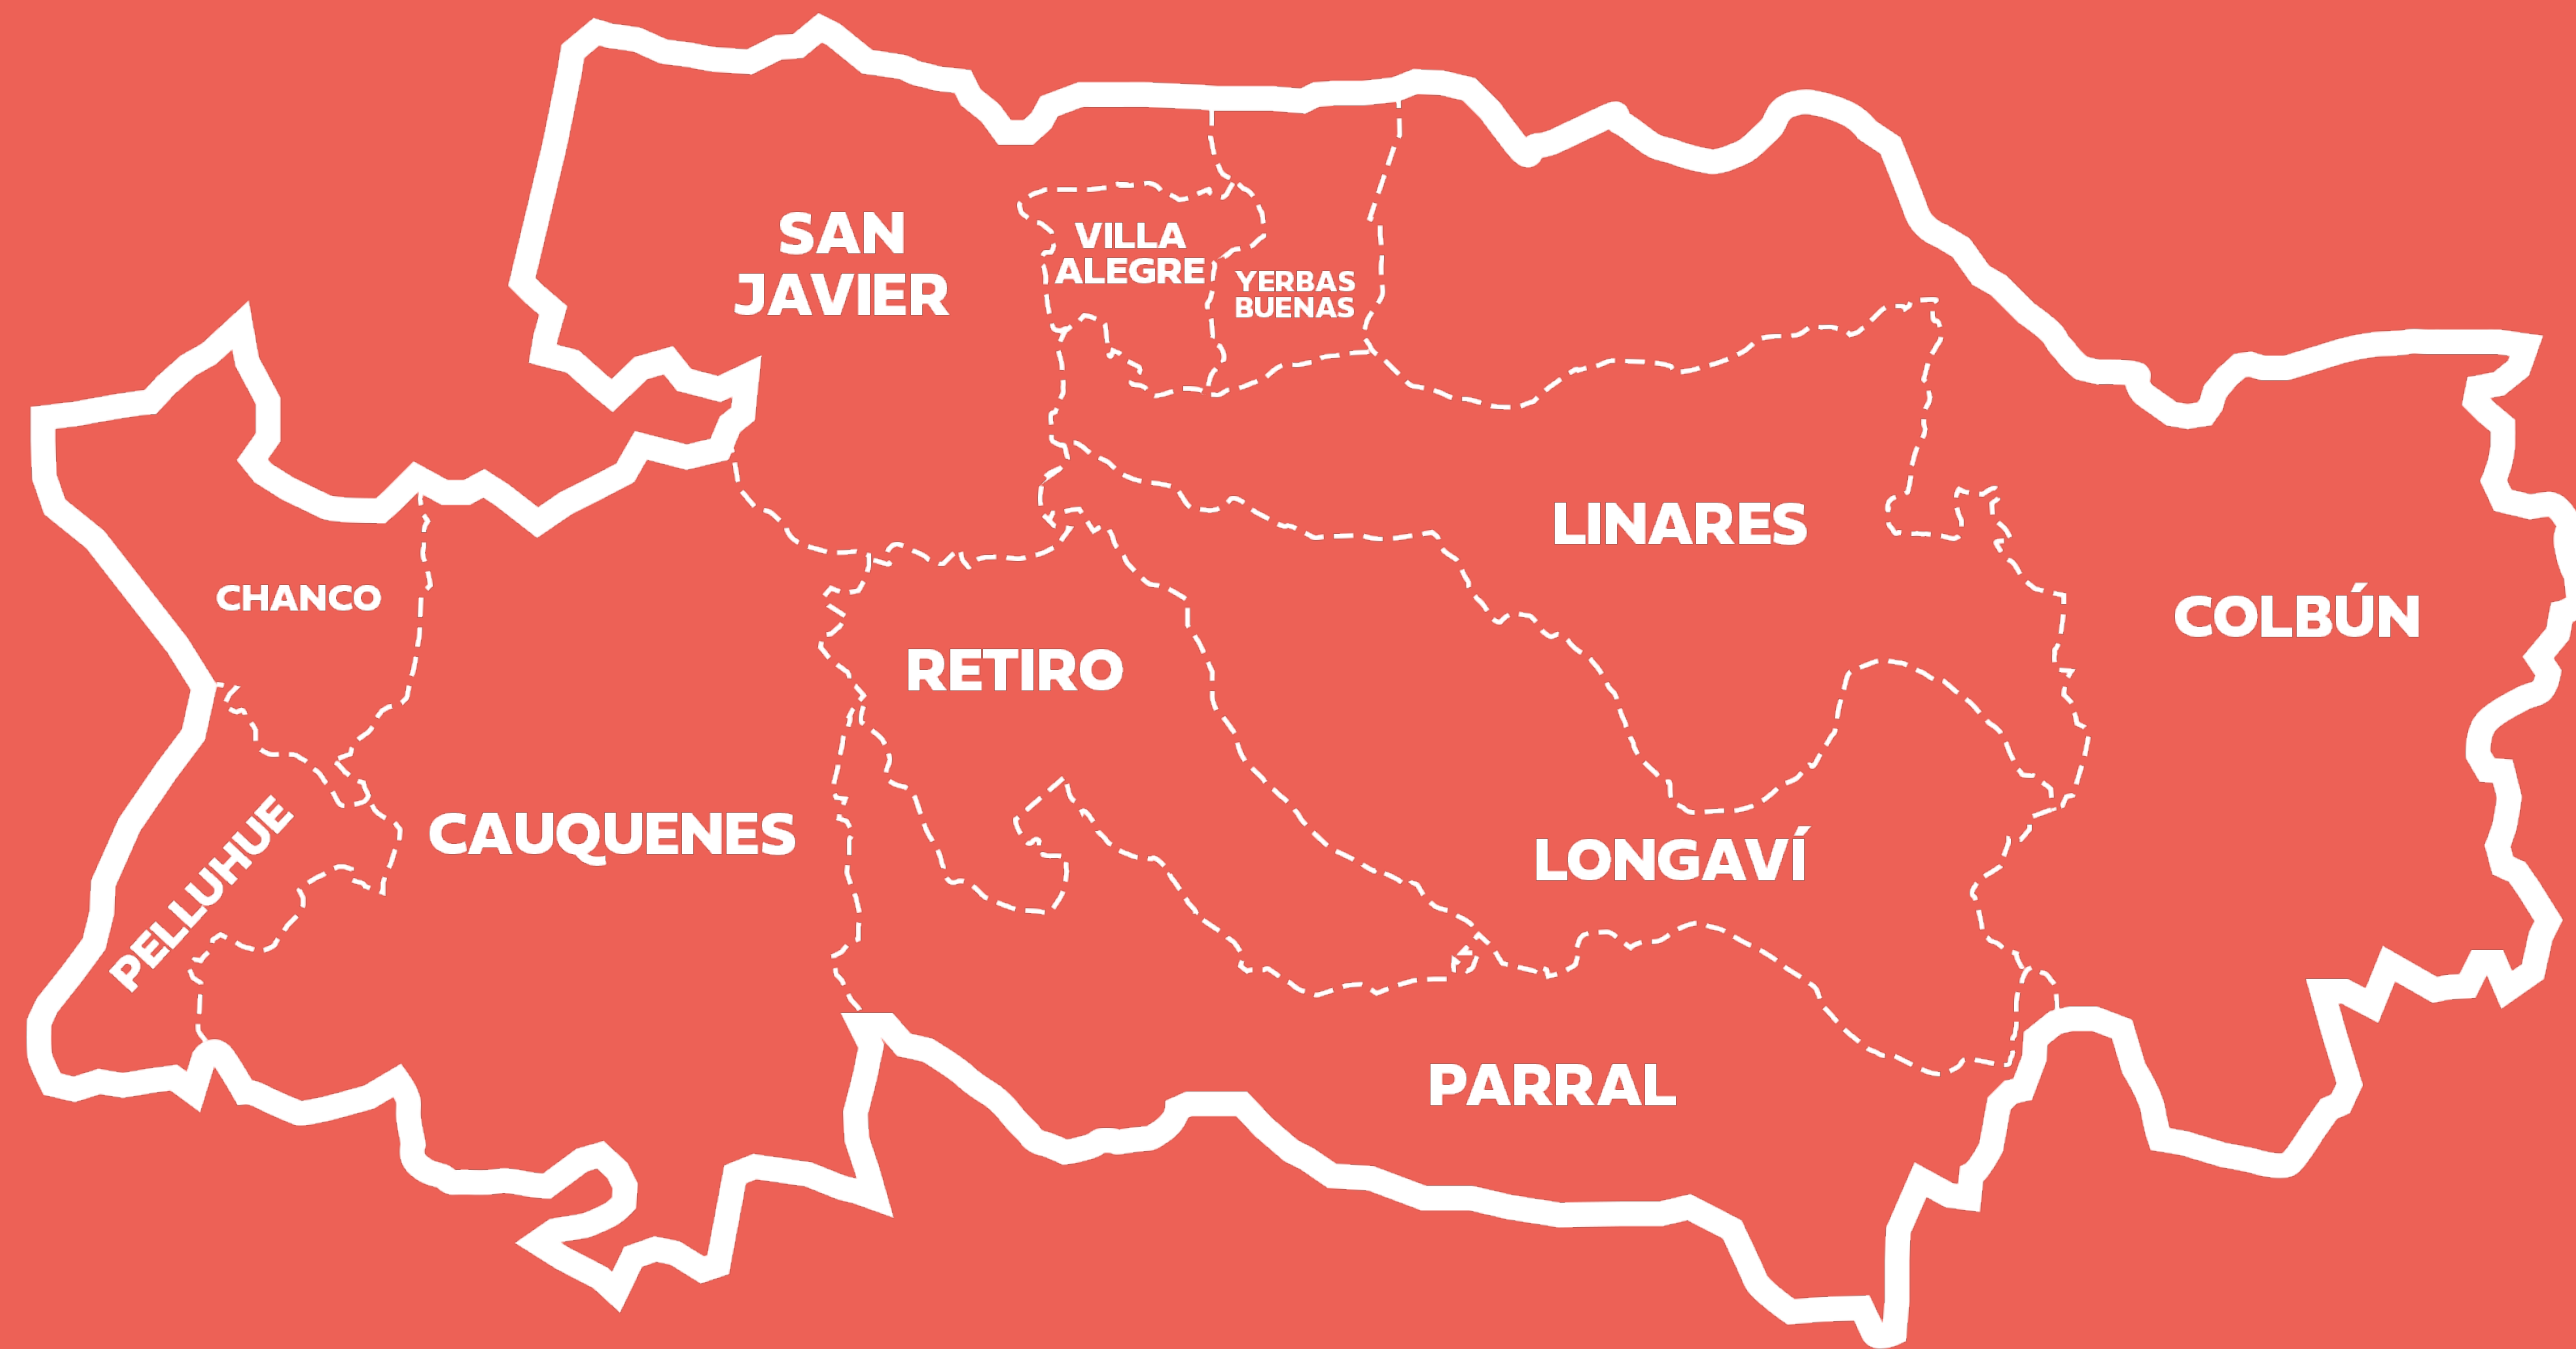 SAN
JAVIER
VILLA
ALEGRE
YERBAS
BUENAS
LINARES
COLBÚN
CHANCO
RETIRO
PELLUHUE
CAUQUENES
LONGAVÍ
PARRAL